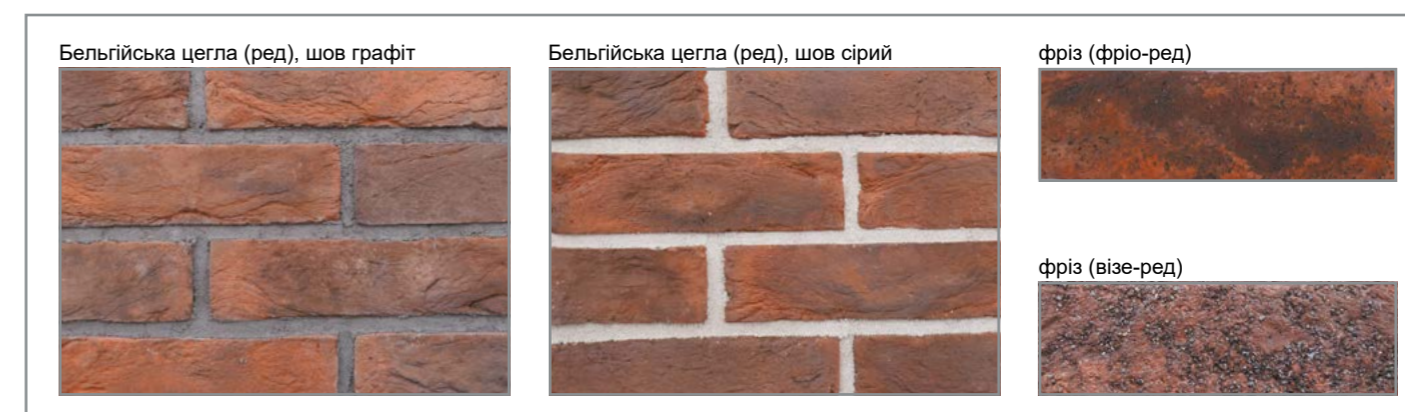 Бельгійська цегла (ред), шов графіт
Бельгійська цегла (ред), шов сірий
фріз (фріо-ред)
фріз (візе-ред)